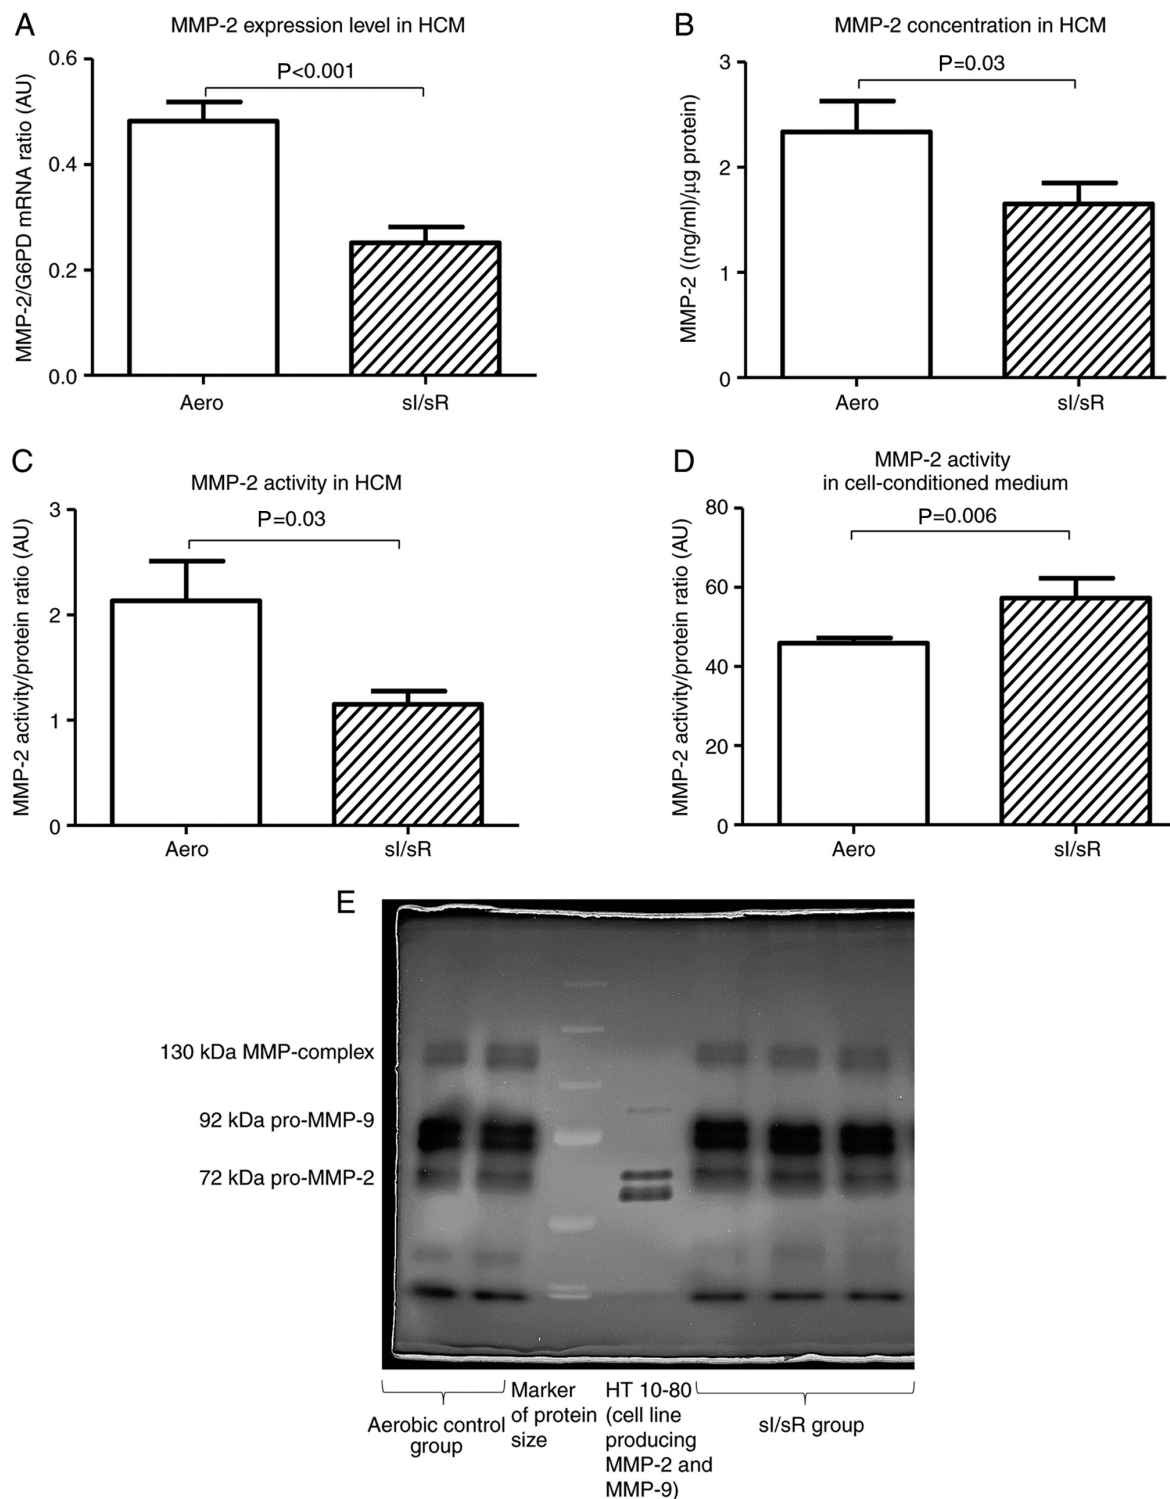 A
MMP-2 expression level in HCM
MMP-2/G6PD mRNA ratio (AU)
0.6
0.4
0.2
0.0
P<0.001
Aero
sI/sR
B
MMP-2 concentration in HCM
MMP-2 ((ng/ml)/µg protein)
3
2
1
0
P=0.03
Aero
sI/sR
C
MMP-2 activity in HCM
MMP-2 activity/protein ratio (AU)
3
2
1
0
P=0.03
Aero
sI/sR
D
MMP-2 activity
in cell-conditioned medium
MMP-2 activity/protein ratio (AU)
80
60
40
20
0
P=0.006
Aero
sI/sR
E
130 kDa MMP-complex
92 kDa pro-MMP-9
72 kDa pro-MMP-2
Aerobic control
group
Marker
of protein
size
HT 10-80
(cell line
producing
MMP-2 and
MMP-9)
sI/sR group